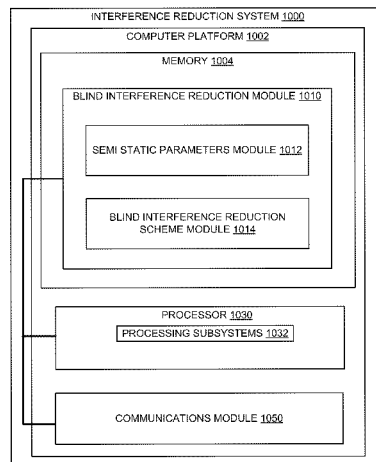 INTERFERENCE REDUCTION SYSTEM 1000
COMPUTER PLATFORM 1002
MEMORY 1004
BLIND INTERFERENCE REDUCTION MODULE 1010
SEMI STATIC PARAMETERS MODULE 1012
BLIND INTERFERENCE REDUCTION
SCHEME MODULE 1014
PROCESSOR 1030
PROCESSING SUBSYSTEMS 1032
COMMUNICATIONS MODULE 1050